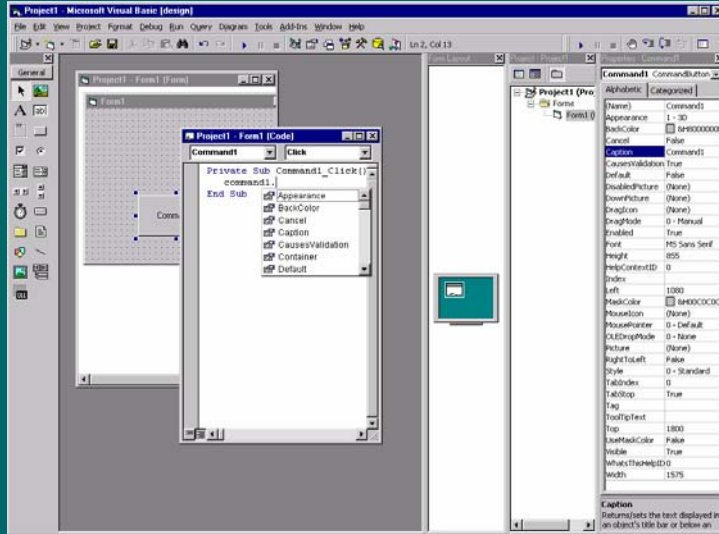 Project1 - Microsoft Visual Basic [design]
File Edit View Project Format Debug Run Query Diagram Tools Add-Ins Window Help
Ln 2, Col 13
General
Project1 - Form1 (Form)
Form1
Project1 - Form1 (Code)
Command1 Click
Private Sub Command1_Click()
command1.
End Sub
Appearance
BackColor
Cancel
Caption
CausesValidation
Container
Default
Comma
Form Layout
Project - Project1
Project1 (Pro
Forms
Form1 (
Properties - Command1
Command1 CommandButton
Alphabetic Categorized
(Name) Command1
Appearance 1 - 3D
BackColor &H8000000
Cancel False
Caption Command1
CausesValidation True
Default False
DisabledPicture (None)
DownPicture (None)
DragIcon (None)
DragMode 0 - Manual
Enabled True
Font MS Sans Serif
Height 855
HelpContextID 0
Index
Left 1080
MaskColor &H00C0C0C
MouseIcon (None)
MousePointer 0 - Default
OLEDropMode 0 - None
Picture (None)
RightToLeft False
Style 0 - Standard
TabIndex 0
TabStop True
Tag
ToolTipText
Top 1800
UseMaskColor False
Visible True
WhatsThisHelpID 0
Width 1575
Caption
Returns/sets the text displayed in
an object's title bar or below an